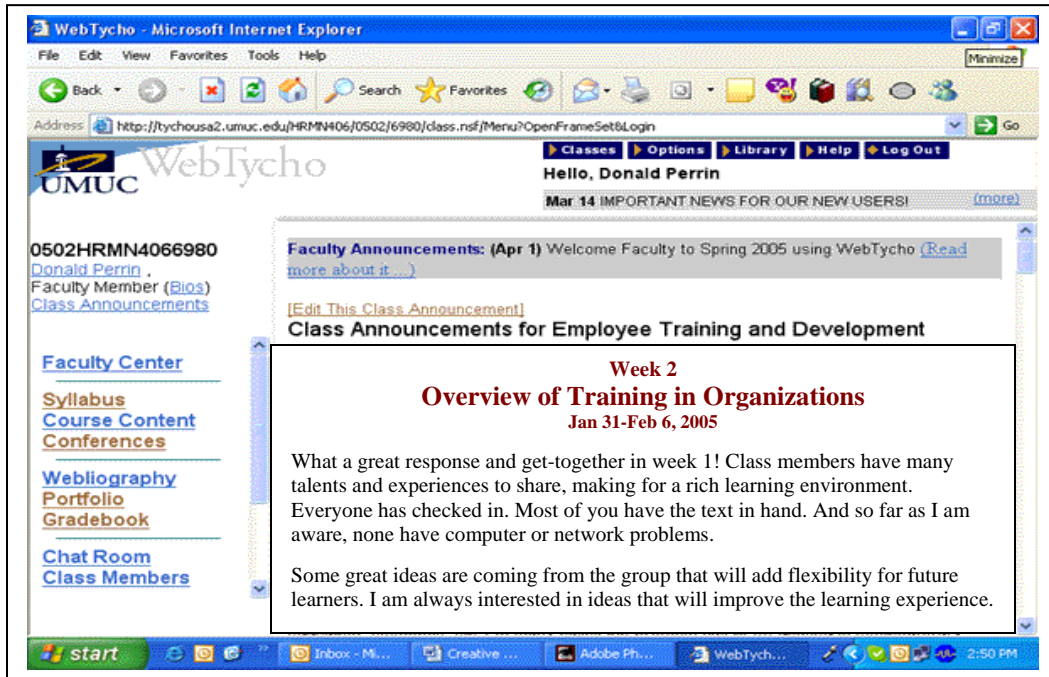 WebTycho - Microsoft Internet Explorer
File Edit View Favorites Tools Help
Minimize
Back Search Favorites
Address http://tychousa2.umuc.edu/HRMN406/0502/6980/class.nsf/Menu?OpenFrameSet&Login Go
UMUC WebTycho
Classes Options Library Help Log Out
Hello, Donald Perrin
Mar 14 IMPORTANT NEWS FOR OUR NEW USERS! (more)
0502HRMN4066980
Donald Perrin ,
Faculty Member (Bios)
Class Announcements
Faculty Center
Syllabus
Course Content
Conferences
Webliography
Portfolio
Gradebook
Chat Room
Class Members
Faculty Announcements: (Apr 1) Welcome Faculty to Spring 2005 using WebTycho (Read
more about it ...)
[Edit This Class Announcement]
Class Announcements for Employee Training and Development
Week 2
Overview of Training in Organizations
Jan 31-Feb 6, 2005
What a great response and get-together in week 1! Class members have many
talents and experiences to share, making for a rich learning environment.
Everyone has checked in. Most of you have the text in hand. And so far as I am
aware, none have computer or network problems.
Some great ideas are coming from the group that will add flexibility for future
learners. I am always interested in ideas that will improve the learning experience.
start Inbox - Mi... Creative ... Adobe Ph... WebTych... 2:50 PM